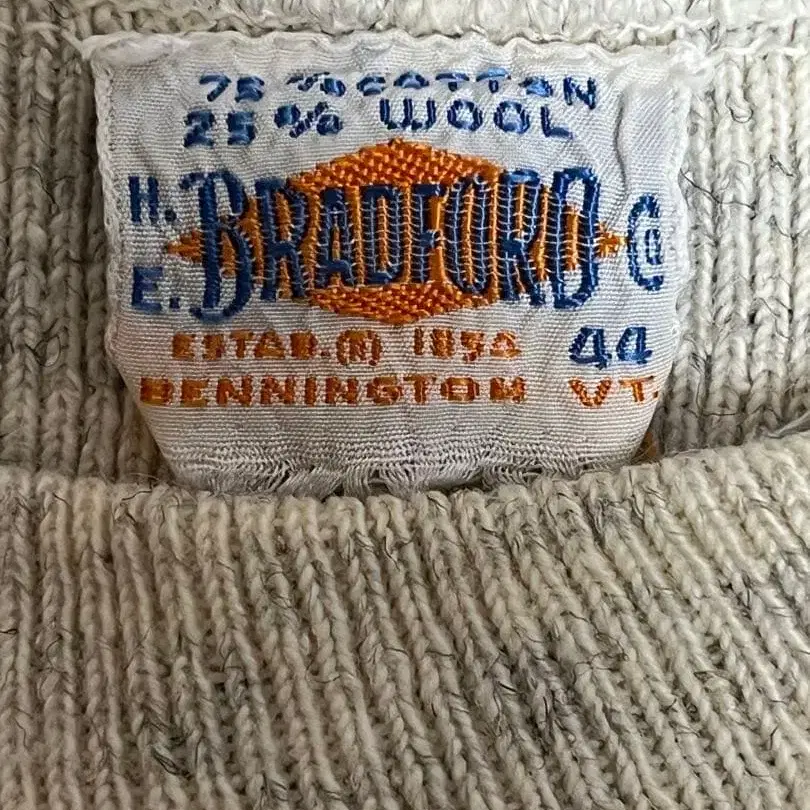 75 % COTTON
25 % WOOL
H. E. BRADFORD Co
ESTAB. ® 1854 44
BENNINGTON VT.